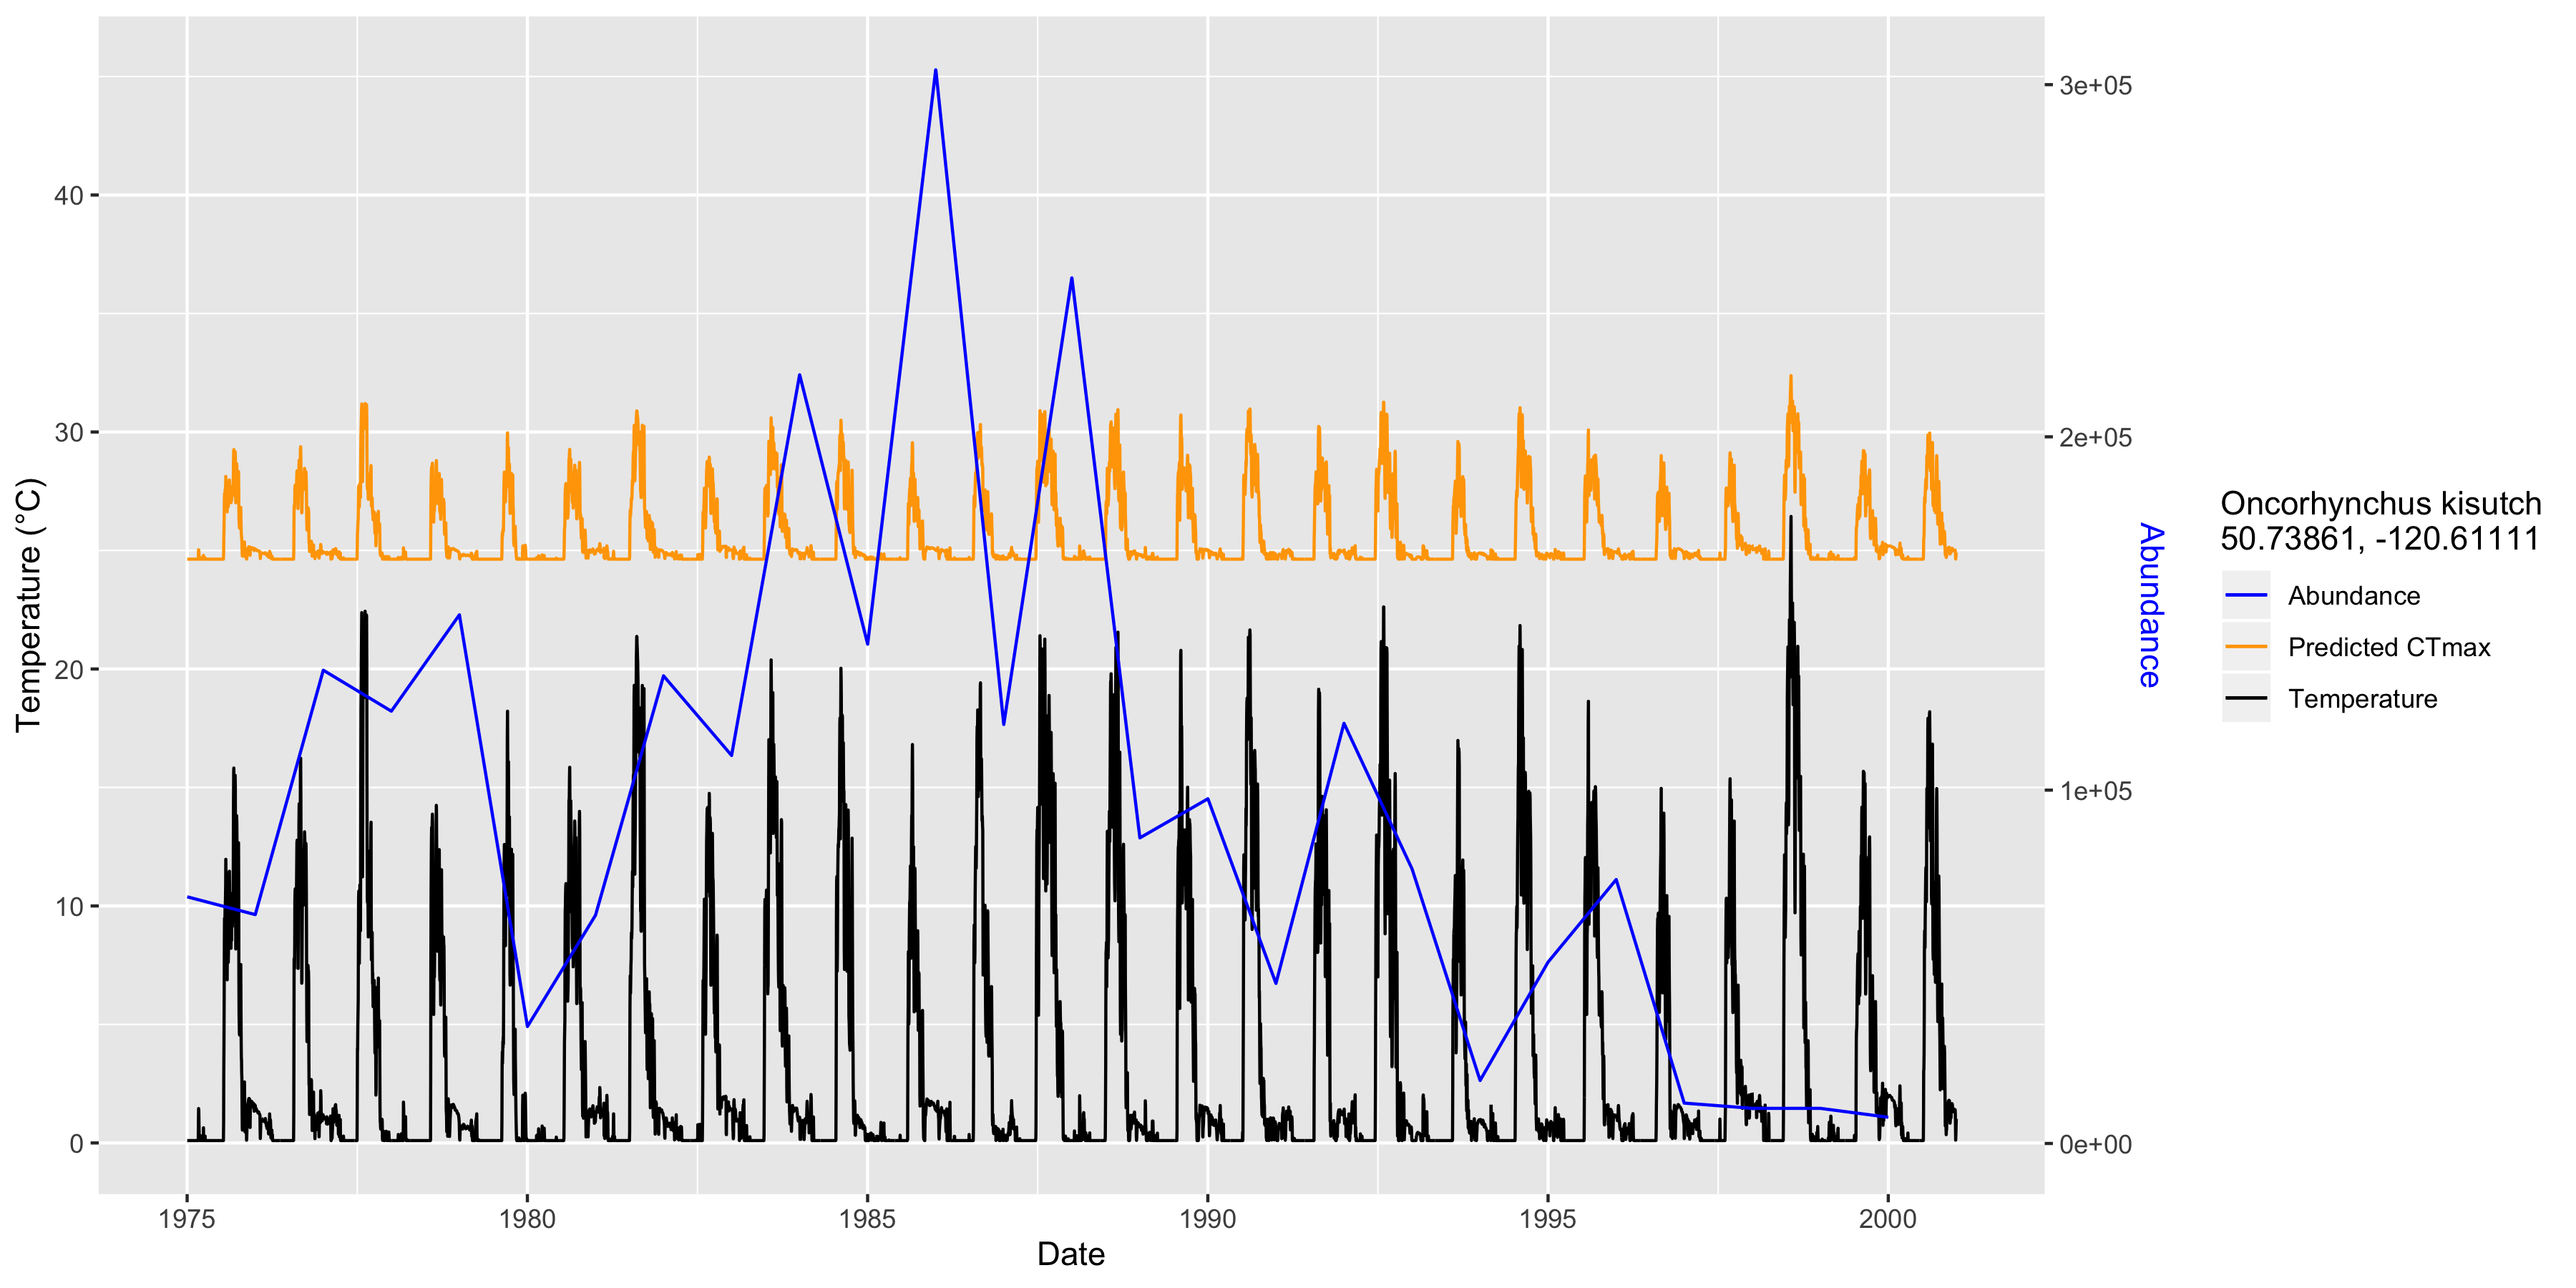 40
30
20
10
0
Temperature (°C)
1975
1980
1985
1990
1995
2000
Date
3e+05
2e+05
1e+05
0e+00
Abundance
Oncorhynchus kisutch
50.73861, -120.61111
Abundance
Predicted CTmax
Temperature